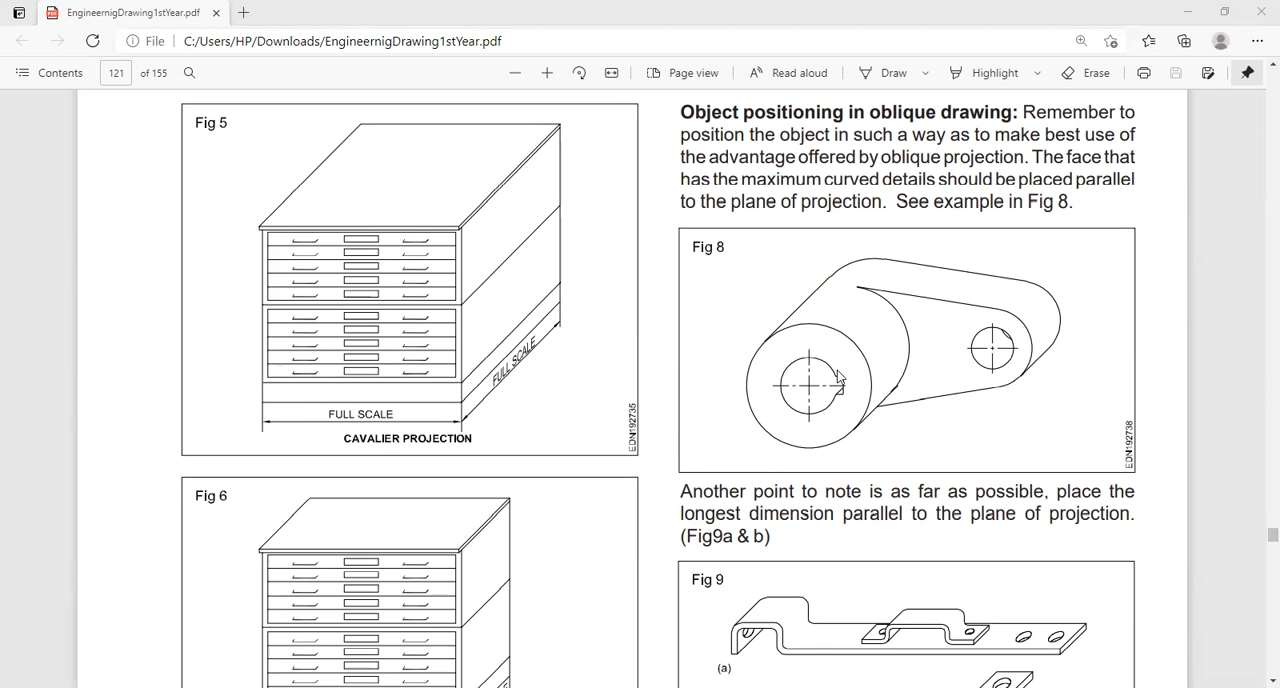 EngineernigDrawing1stYear.pdf
File C:/Users/HP/Downloads/EngineernigDrawing1stYear.pdf
Contents 121 of 155 Page view Read aloud Draw Highlight Erase
Fig 5
FULL SCALE
FULL SCALE
CAVALIER PROJECTION
EDN192735
Fig 6
Object positioning in oblique drawing: Remember to
position the object in such a way as to make best use of
the advantage offered by oblique projection. The face that
has the maximum curved details should be placed parallel
to the plane of projection. See example in Fig 8.
Fig 8
EDN192738
Another point to note is as far as possible, place the
longest dimension parallel to the plane of projection.
(Fig9a & b)
Fig 9
(a)